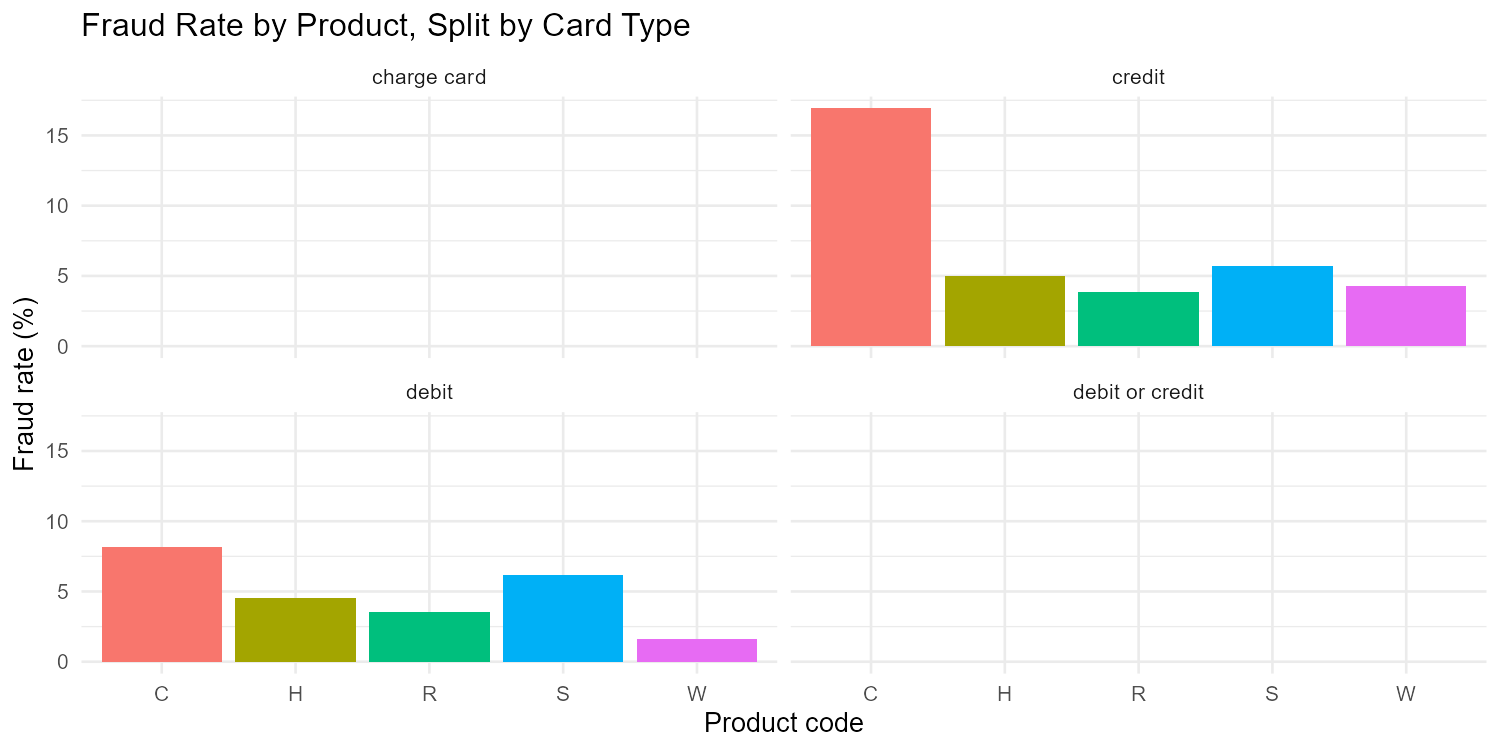 Fraud Rate by Product, Split by Card Type
charge card
credit
15
10
5
0
debit
debit or credit
15
10
5
0
Fraud rate (%)
C H R S W
C H R S W
Product code